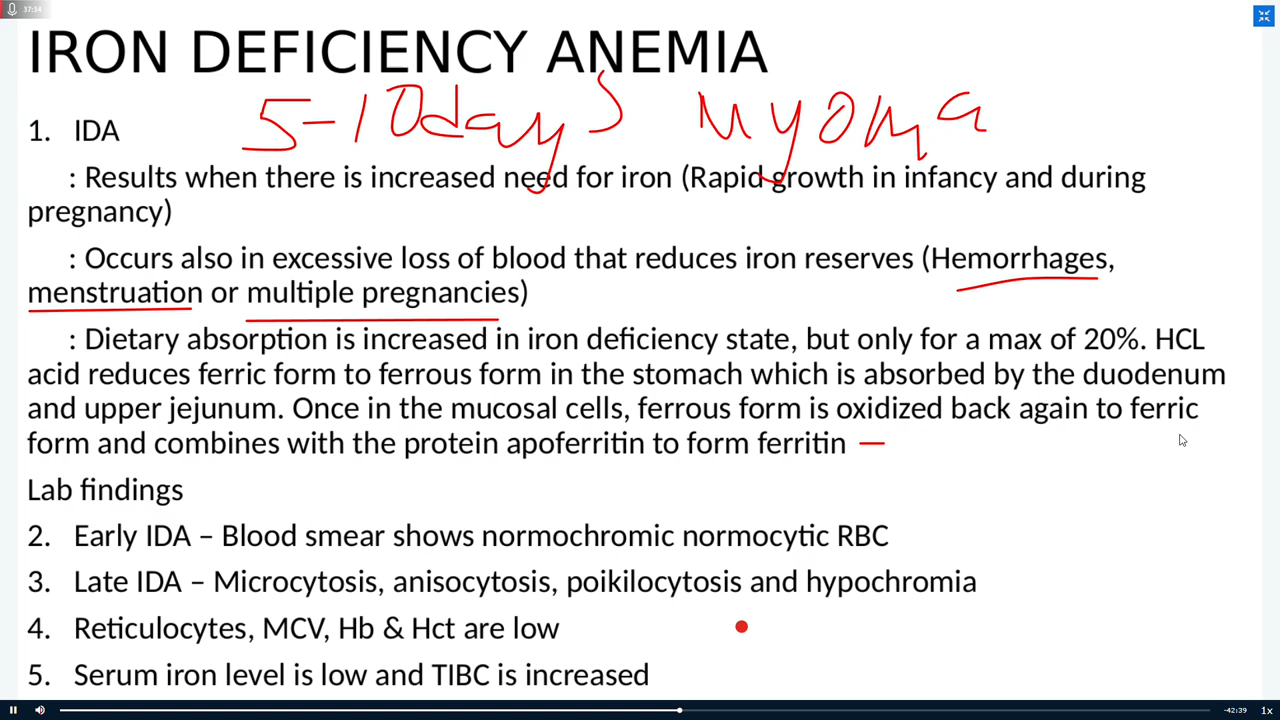 37:34
IRON DEFICIENCY ANEMIA
5-10days myoma
1. IDA
: Results when there is increased need for iron (Rapid growth in infancy and during
pregnancy)
: Occurs also in excessive loss of blood that reduces iron reserves (Hemorrhages,
menstruation or multiple pregnancies)
: Dietary absorption is increased in iron deficiency state, but only for a max of 20%. HCL
acid reduces ferric form to ferrous form in the stomach which is absorbed by the duodenum
and upper jejunum. Once in the mucosal cells, ferrous form is oxidized back again to ferric
form and combines with the protein apoferritin to form ferritin
Lab findings
2. Early IDA – Blood smear shows normochromic normocytic RBC
3. Late IDA – Microcytosis, anisocytosis, poikilocytosis and hypochromia
4. Reticulocytes, MCV, Hb & Hct are low
5. Serum iron level is low and TIBC is increased
-42:39 1x